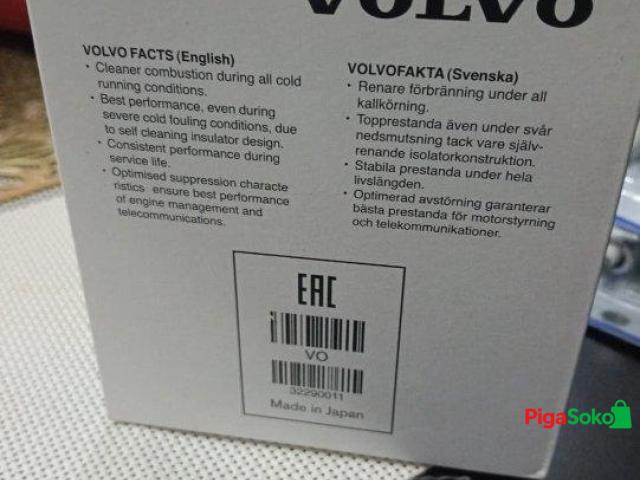 VOLVO
VOLVO FACTS (English)
• Cleaner combustion during all cold
running conditions.
• Best performance, even during
severe cold fouling conditions, due
to self cleaning insulator design.
• Consistent performance during
service life.
• Optimised suppression characte
ristics ensure best performance
of engine management and
telecommunications.
VOLVOFAKTA (Svenska)
• Renare förbränning under all
kallkörning.
• Topprestanda även under svår
nedsmutsning tack vare själv-
renande isolatorkonstruktion.
• Stabila prestanda under hela
livslängden.
• Optimerad avstörning garanterar
bästa prestanda för motorstyrning
och telekommunikationer.
EAC
VO
32290011
Made in Japan
PigaSoko